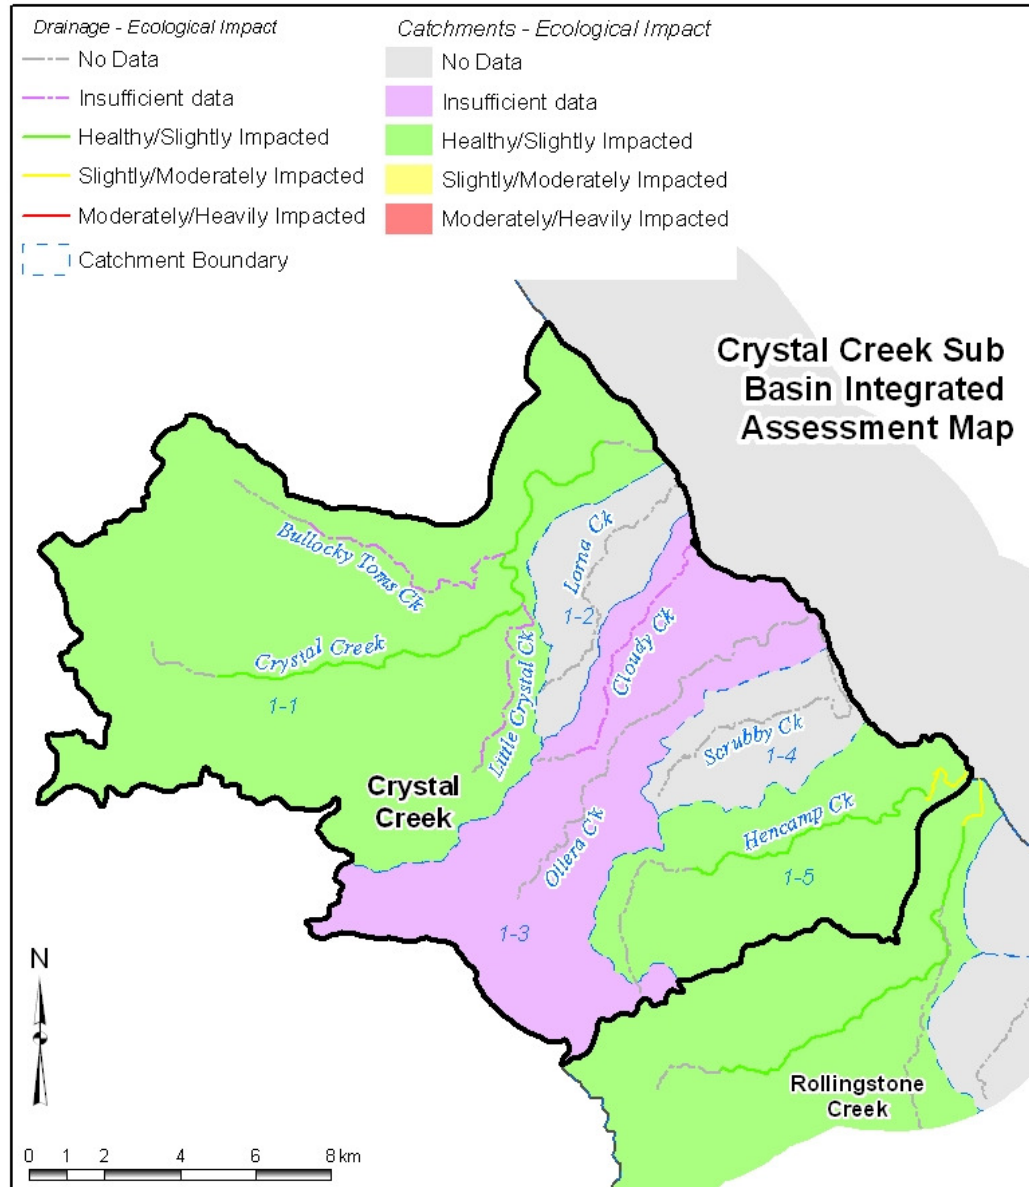 Drainage - Ecological Impact
No Data
Insufficient data
Healthy/Slightly Impacted
Slightly/Moderately Impacted
Moderately/Heavily Impacted
Catchment Boundary
Catchments - Ecological Impact
No Data
Insufficient data
Healthy/Slightly Impacted
Slightly/Moderately Impacted
Moderately/Heavily Impacted
Crystal Creek Sub
Basin Integrated
Assessment Map
Bullocky Toms Ck
Lorna Ck
1-2
Cloudy Ck
Crystal Creek
1-1
Little Crystal Ck
Scrubby Ck
1-4
Crystal
Creek
Hencamp Ck
Ollera Ck
1-5
1-3
N
Rollingstone
Creek
0 1 2 4 6 8 km